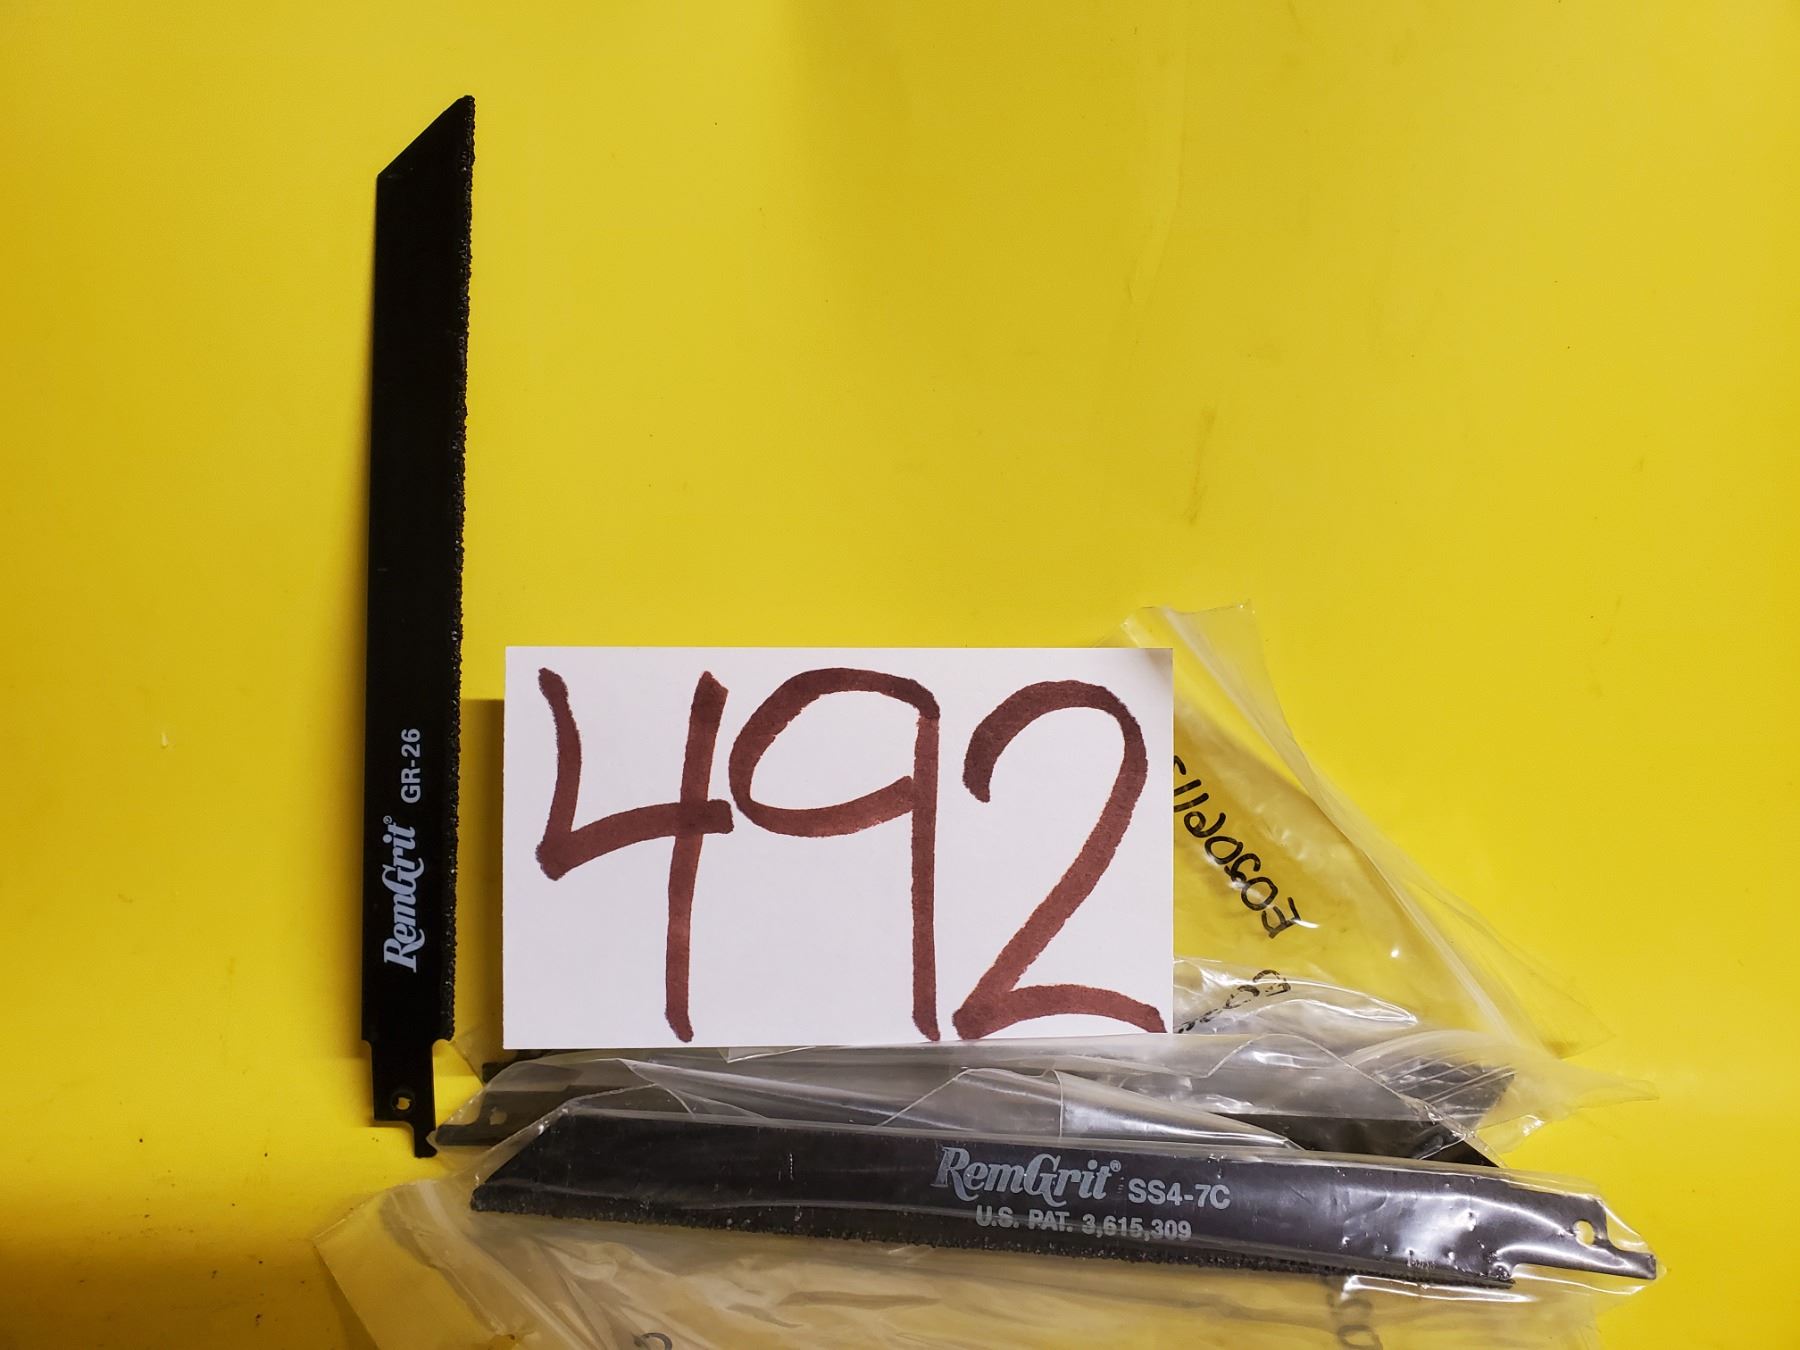 RemGrit® GR-26
492
RemGrit® SS4-7C
U.S. PAT. 3,615,309